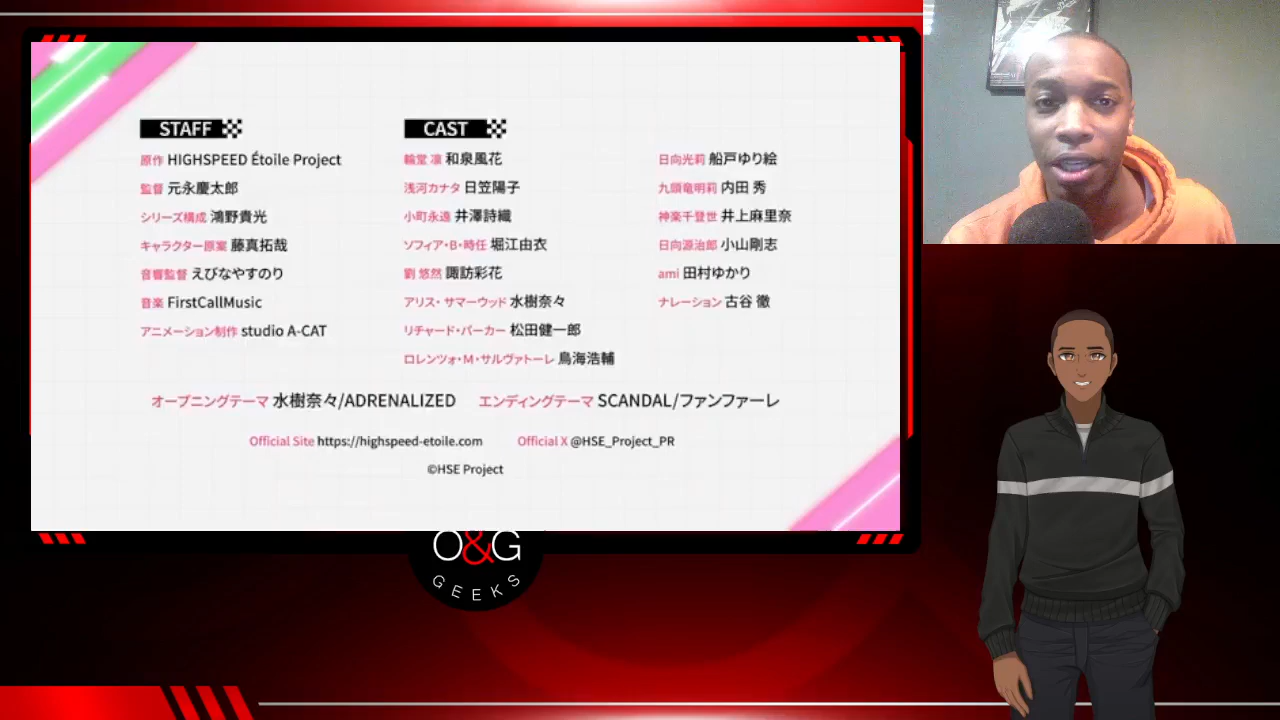 STAFF
原作 HIGHSPEED Étoile Project
監督 元永慶太郎
シリーズ構成 鴻野貴光
キャラクター原案 藤真拓哉
音響監督 えびなやすのり
音楽 FirstCallMusic
アニメーション制作 studio A-CAT
CAST
輪堂 凛 和泉風花
浅河カナタ 日笠陽子
小町永遠 井澤詩織
ソフィア・B・時任 堀江由衣
劉 悠然 諏訪彩花
アリス・サマーウッド 水樹奈々
リチャード・パーカー 松田健一郎
ロレンツォ・M・サルヴァトーレ 鳥海浩輔
日向光莉 船戸ゆり絵
九頭竜明莉 内田 秀
神楽千登世 井上麻里奈
日向源治郎 小山剛志
ami 田村ゆかり
ナレーション 古谷 徹
オープニングテーマ 水樹奈々/ADRENALIZED エンディングテーマ SCANDAL/ファンファーレ
Official Site https://highspeed-etoile.com Official X @HSE_Project_PR
©HSE Project
O&G
GEEKS